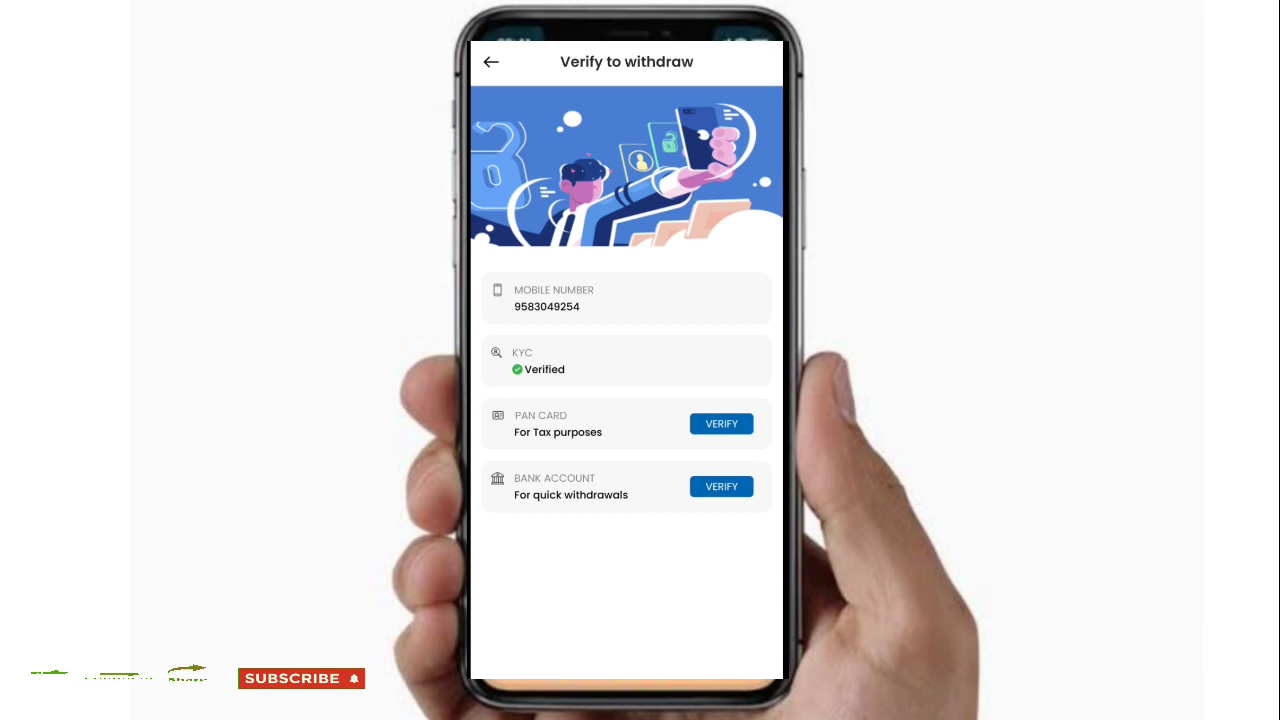 Verify to withdraw
MOBILE NUMBER
9583049254
KYC
Verified
PAN CARD
For Tax purposes
VERIFY
BANK ACCOUNT
For quick withdrawals
VERIFY
SUBSCRIBE